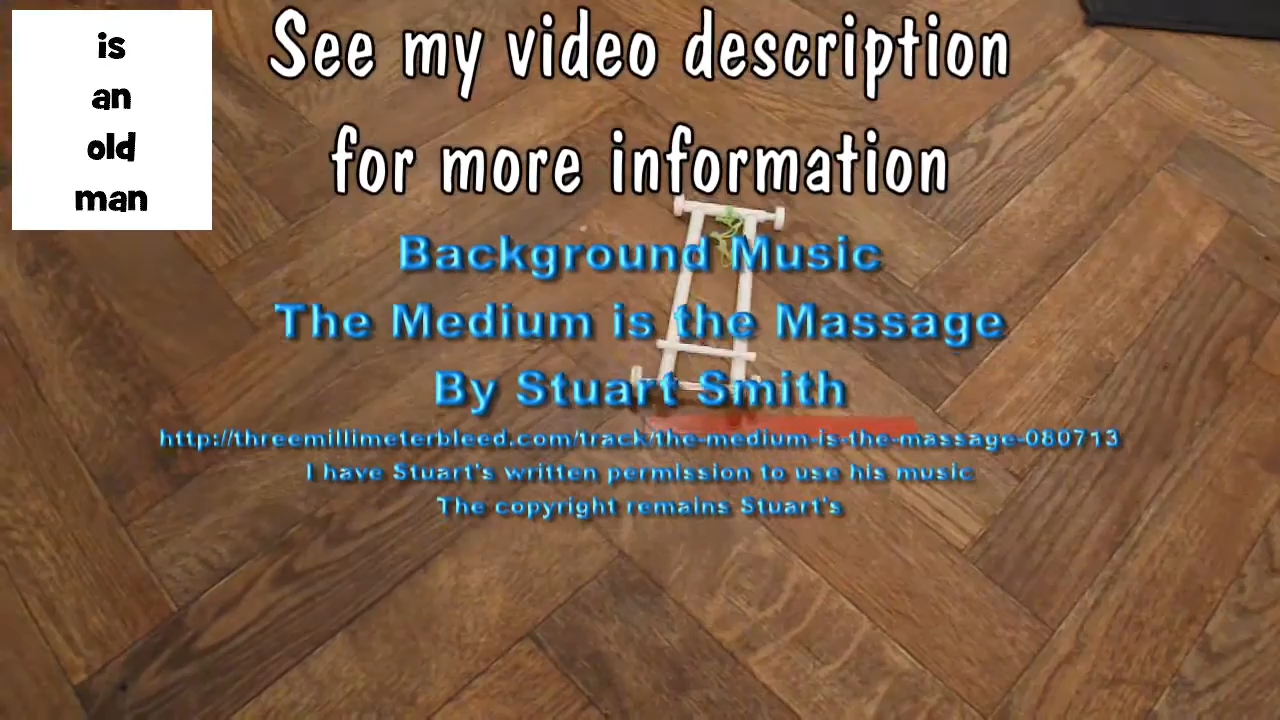 is
an
old
man
See my video description
for more information
Background Music
The Medium is the Massage
By Stuart Smith
http://threemillimeterbleed.com/track/the-medium-is-the-massage-080713
I have Stuart's written permission to use his music
The copyright remains Stuart's